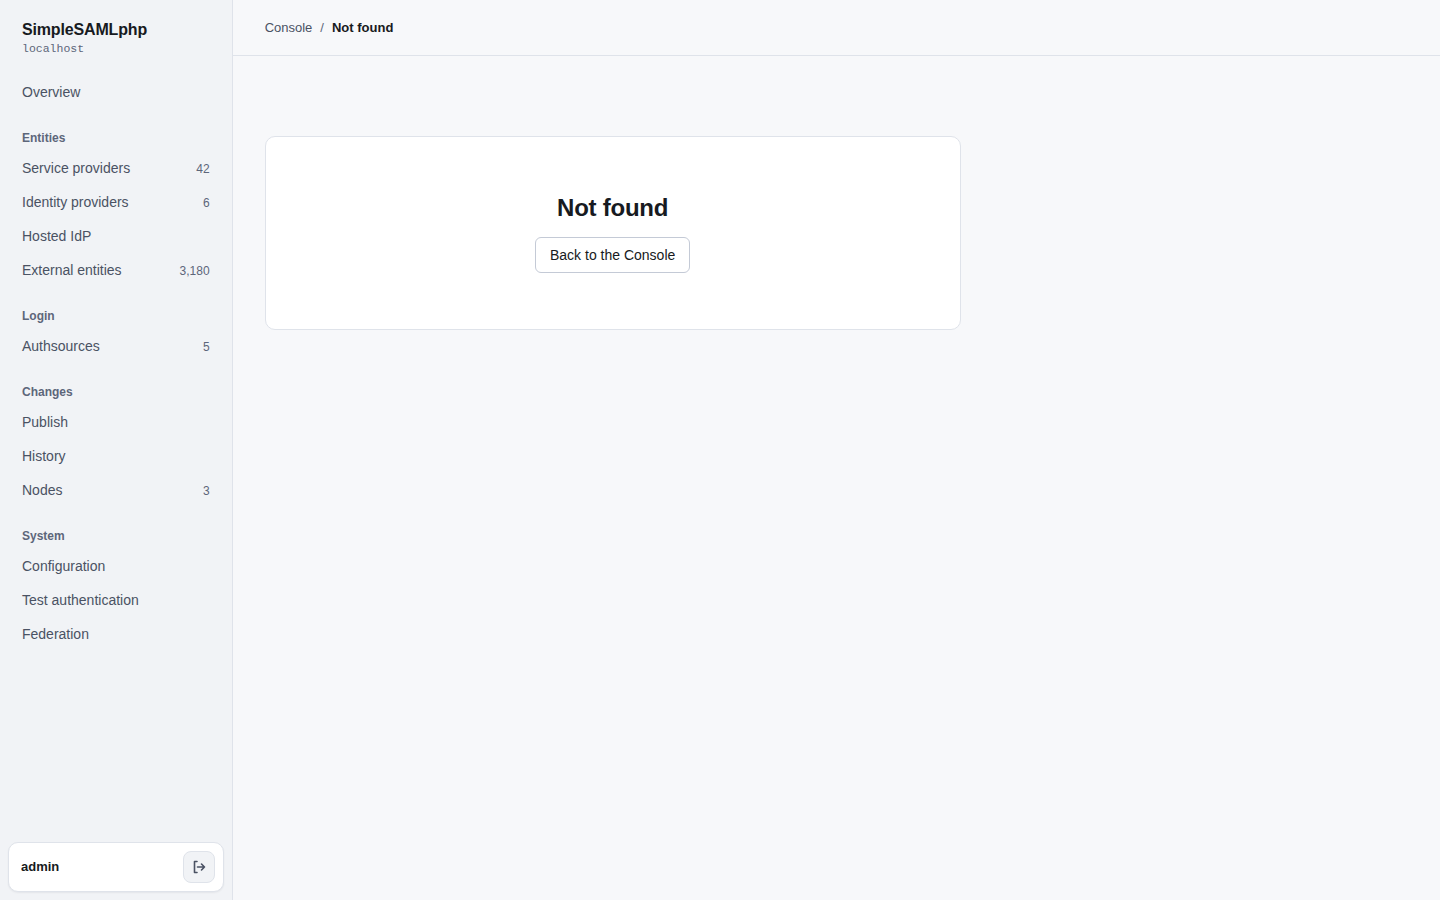 SimpleSAMLphp
localhost
Overview
Entities
Service providers 42
Identity providers 6
Hosted IdP
External entities 3,180
Login
Authsources 5
Changes
Publish
History
Nodes 3
System
Configuration
Test authentication
Federation
admin
Console / Not found
Not found
Back to the Console